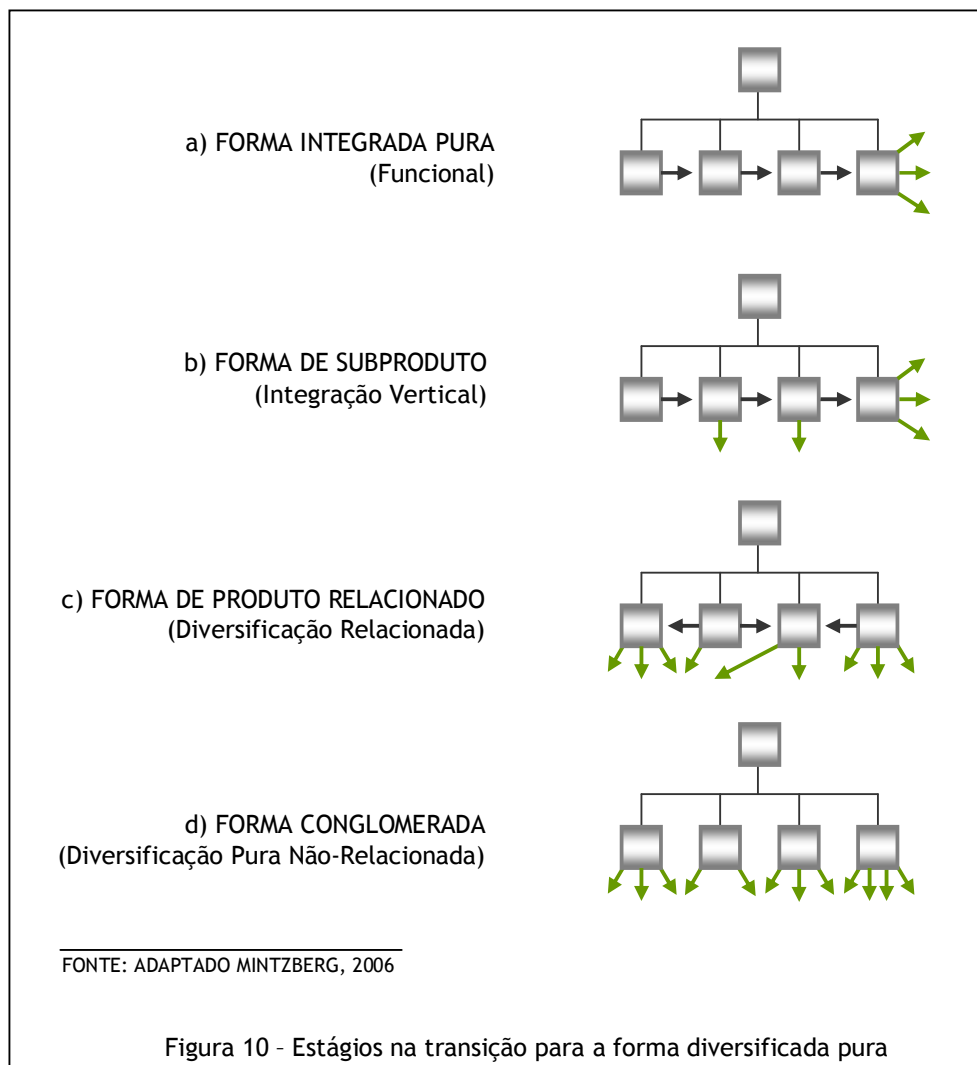 a) FORMA INTEGRADA PURA
(Funcional)
b) FORMA DE SUBPRODUTO
(Integração Vertical)
c) FORMA DE PRODUTO RELACIONADO
(Diversificação Relacionada)
d) FORMA CONGLOMERADA
(Diversificação Pura Não-Relacionada)
FONTE: ADAPTADO MINTZBERG, 2006
Figura 10 - Estágios na transição para a forma diversificada pura